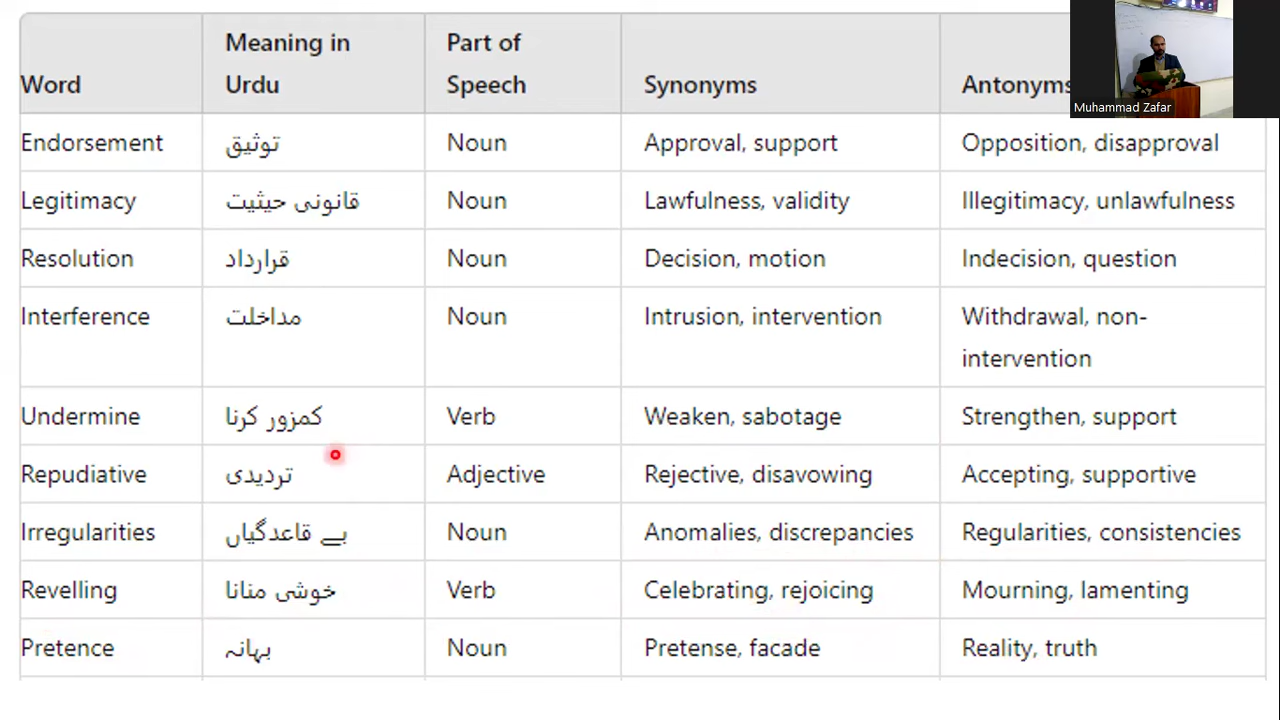 Word Meaning in Urdu Part of Speech Synonyms Antonyms
Muhammad Zafar
Endorsement توثیق Noun Approval, support Opposition, disapproval
Legitimacy قانونی حیثیت Noun Lawfulness, validity Illegitimacy, unlawfulness
Resolution قرارداد Noun Decision, motion Indecision, question
Interference مداخلت Noun Intrusion, intervention Withdrawal, non-
intervention
Undermine کمزور کرنا Verb Weaken, sabotage Strengthen, support
Repudiative تردیدی Adjective Rejective, disavowing Accepting, supportive
Irregularities بے قاعدگیاں Noun Anomalies, discrepancies Regularities, consistencies
Revelling خوشی منانا Verb Celebrating, rejoicing Mourning, lamenting
Pretence بہانہ Noun Pretense, facade Reality, truth